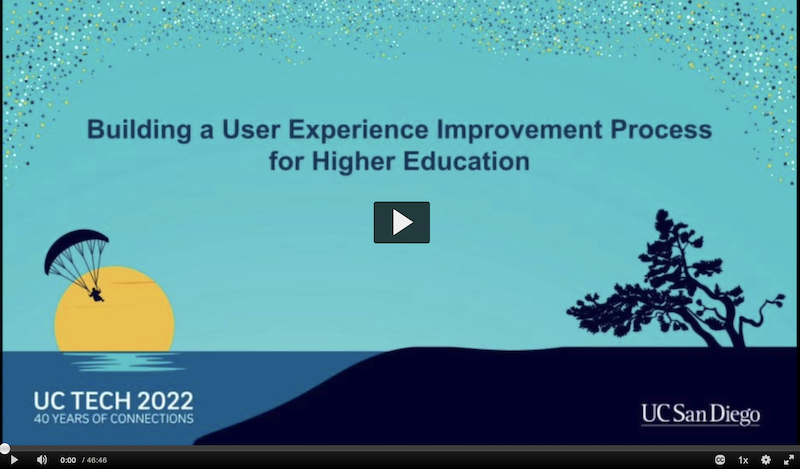 Building a User Experience Improvement Process
for Higher Education
UC TECH 2022
40 YEARS OF CONNECTIONS
UC San Diego
0:00 / 46:46
CC
1x